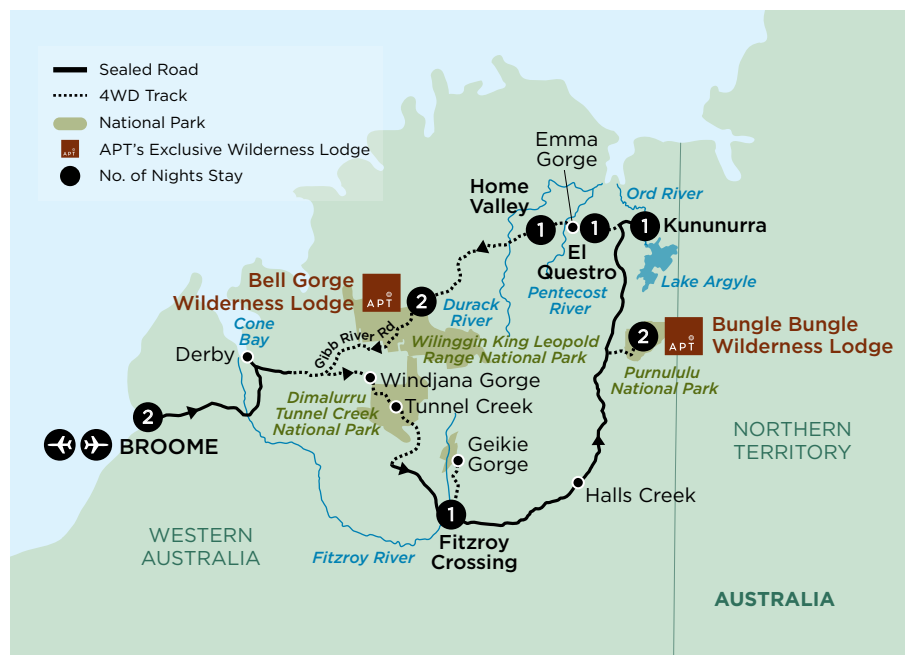 Sealed Road
4WD Track
National Park
APT
APT's Exclusive Wilderness Lodge
No. of Nights Stay
Emma
Gorge
Home
Valley
Ord River
1
1
1
Kununurra
El
Questro
Lake Argyle
Pentecost
River
Bell Gorge
Wilderness Lodge
APT
2
Durack
River
Cone
Bay
Gibb River Rd
Wilinggin King Leopold
Range National Park
2
APT
Bungle Bungle
Wilderness Lodge
Purnululu
National Park
Derby
Windjana Gorge
Dimalurru
Tunnel Creek
National Park
Tunnel Creek
2
BROOME
Geikie
Gorge
NORTHERN
TERRITORY
Halls Creek
1
Fitzroy
Crossing
WESTERN
AUSTRALIA
Fitzroy River
AUSTRALIA